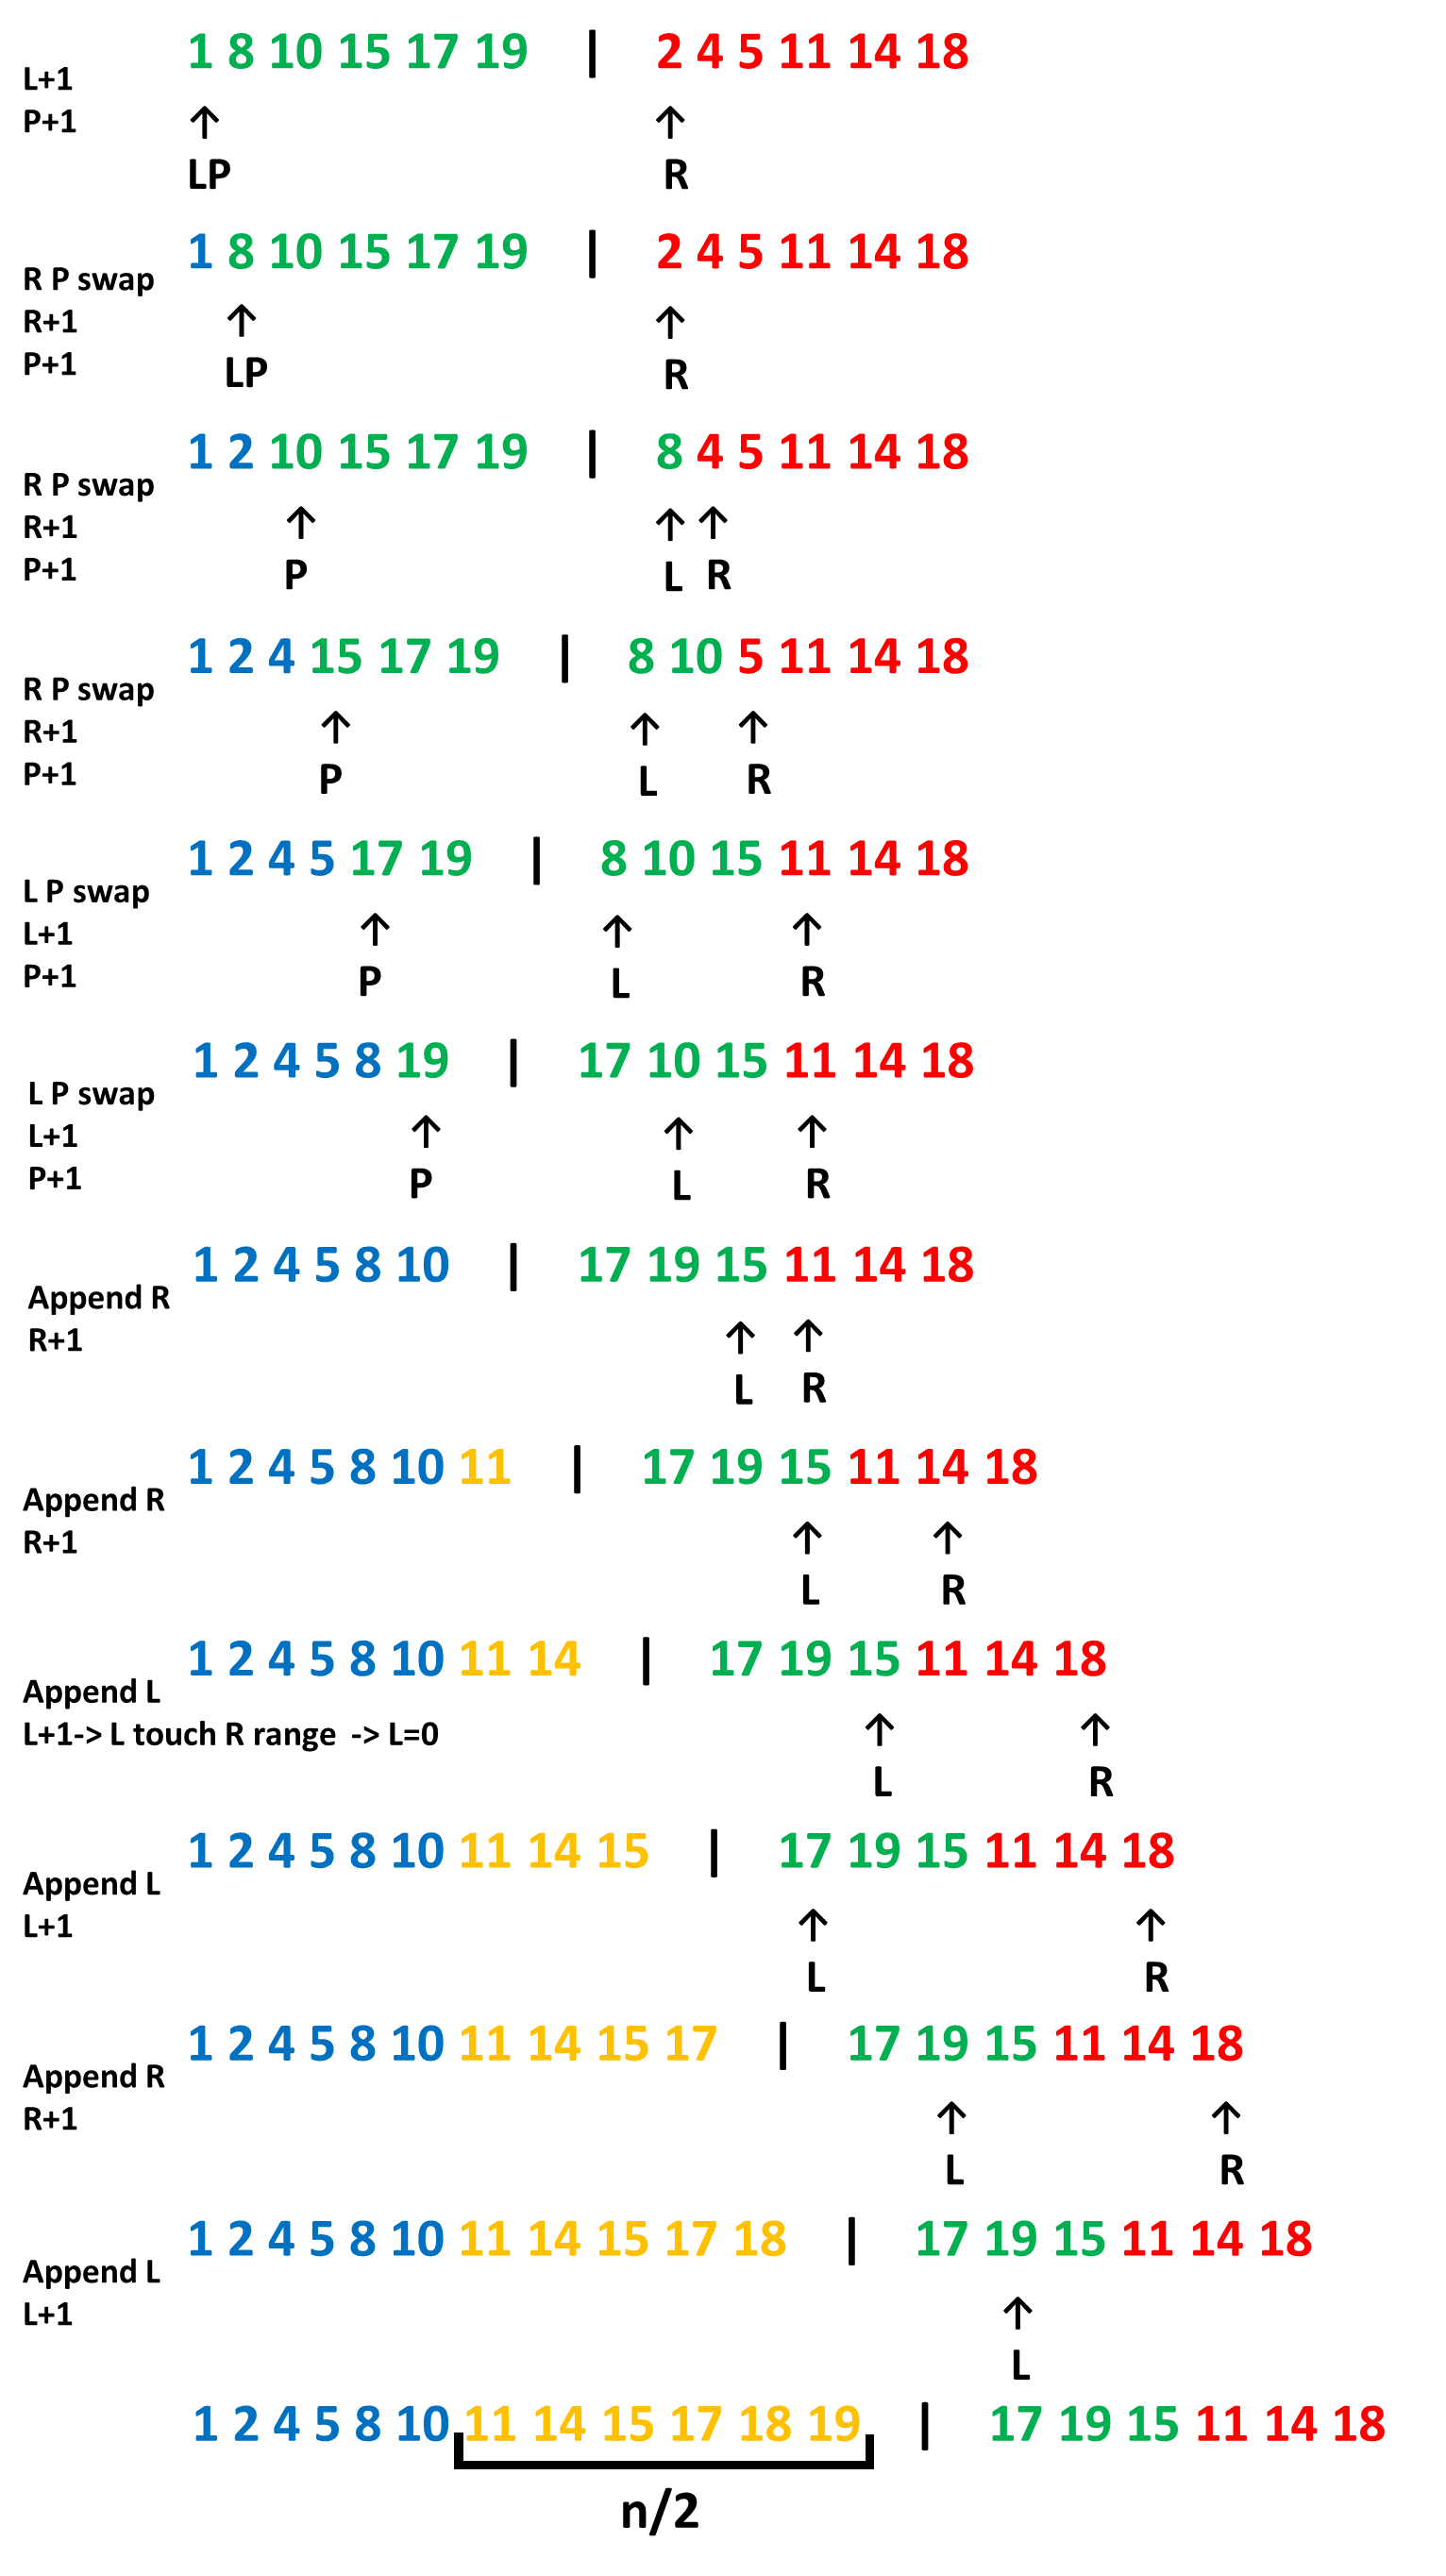 1 8 10 15 17 19 | 2 4 5 11 14 18
L+1
P+1 ↑ ↑
LP R
1 8 10 15 17 19 | 2 4 5 11 14 18
R P swap
R+1 ↑ ↑
P+1 LP R
1 2 10 15 17 19 | 8 4 5 11 14 18
R P swap
R+1 ↑ ↑ ↑
P+1 P L R
1 2 4 15 17 19 | 8 10 5 11 14 18
R P swap
R+1 ↑ ↑ ↑
P+1 P L R
1 2 4 5 17 19 | 8 10 15 11 14 18
L P swap
L+1 ↑ ↑ ↑
P+1 P L R
1 2 4 5 8 19 | 17 10 15 11 14 18
L P swap
L+1 ↑ ↑ ↑
P+1 P L R
1 2 4 5 8 10 | 17 19 15 11 14 18
Append R
R+1 ↑ ↑
L R
1 2 4 5 8 10 11 | 17 19 15 11 14 18
Append R
R+1 ↑ ↑
L R
1 2 4 5 8 10 11 14 | 17 19 15 11 14 18
Append L
L+1-> L touch R range -> L=0 ↑ ↑
L R
1 2 4 5 8 10 11 14 15 | 17 19 15 11 14 18
Append L
L+1 ↑ ↑
L R
1 2 4 5 8 10 11 14 15 17 | 17 19 15 11 14 18
Append R
R+1 ↑ ↑
L R
1 2 4 5 8 10 11 14 15 17 18 | 17 19 15 11 14 18
Append L
L+1 ↑
L
1 2 4 5 8 10 11 14 15 17 18 19 | 17 19 15 11 14 18
n/2